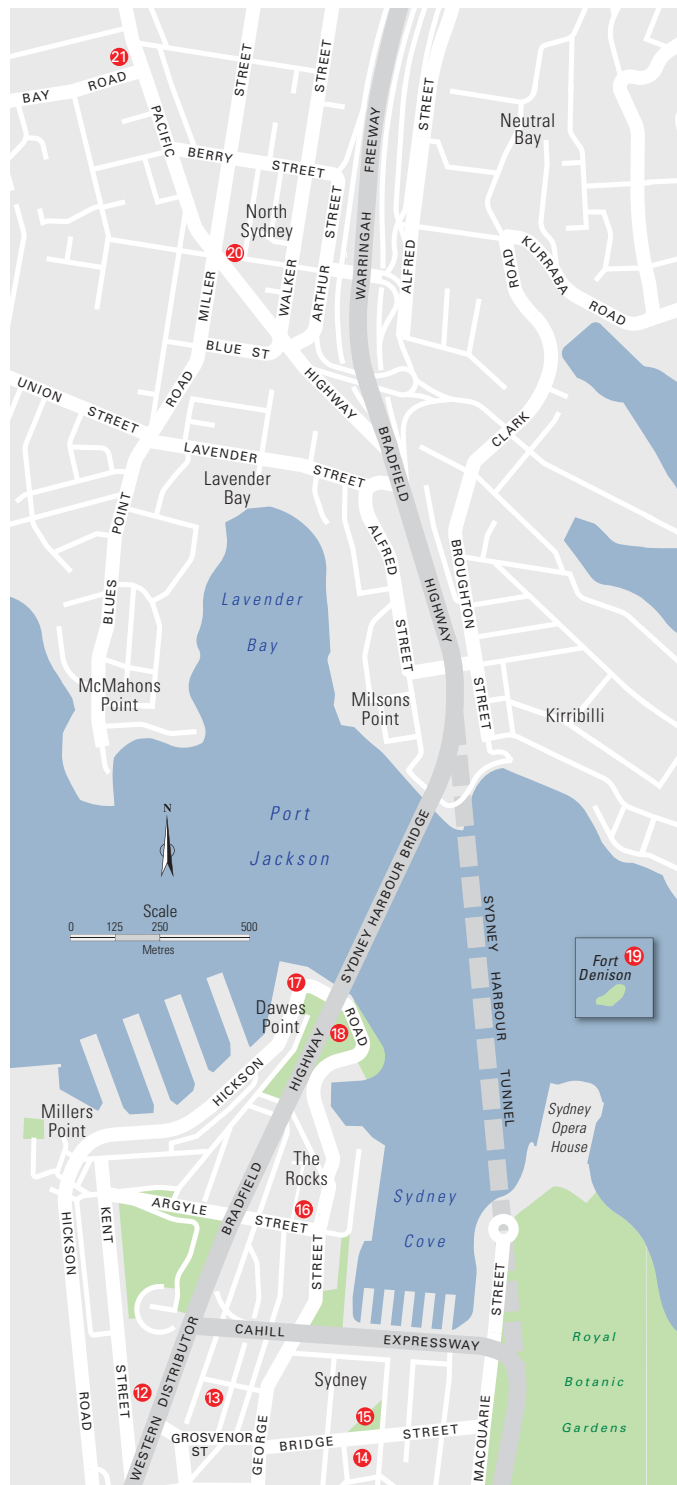 21
BAY ROAD
PACIFIC
STREET
STREET
FREEWAY
STREET
Neutral
Bay
BERRY STREET
North
Sydney
20
MILLER
WALKER
ARTHUR
STREET
WARRINGAH
ALFRED
ROAD
KURRABA
ROAD
BLUE ST
HIGHWAY
UNION
STREET
ROAD
CLARK
LAVENDER
STREET
BRADFIELD
Lavender
Bay
POINT
ALFRED
BROUGHTON
BLUES
Lavender
Bay
HIGHWAY
STREET
STREET
McMahons
Point
Milsons
Point
Kirribilli
N
Port
Jackson
SYDNEY HARBOUR BRIDGE
Scale
0 125 250 500
Metres
SYDNEY HARBOUR TUNNEL
Fort
Denison
19
17
Dawes
Point
18
ROAD
HIGHWAY
HICKSON
Millers
Point
Sydney
Opera
House
The
Rocks
BRADFIELD
Sydney
Cove
ARGYLE
STREET
16
HICKSON
KENT
STREET
STREET
CAHILL
EXPRESSWAY
Royal
Botanic
Gardens
WESTERN DISTRIBUTOR
Sydney
STREET
12
13
15
ROAD
GROSVENOR
ST
GEORGE
BRIDGE
STREET
14
MACQUARIE